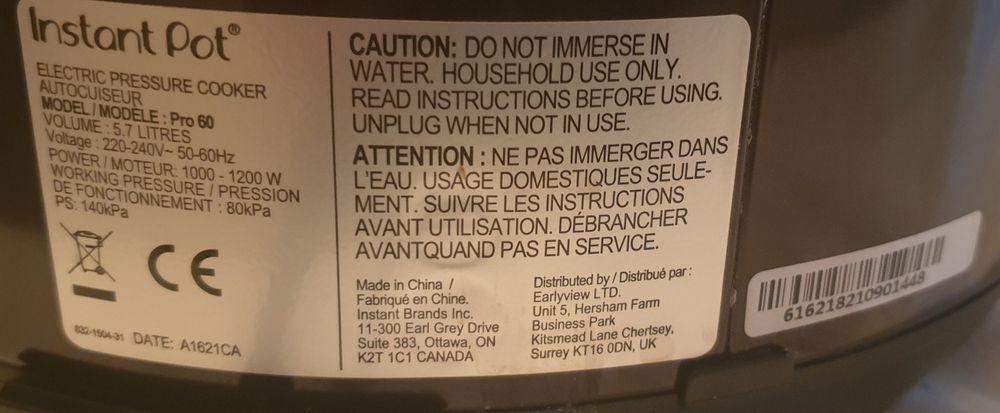 Instant Pot®
ELECTRIC PRESSURE COOKER
AUTOCUISEUR
MODEL / MODÈLE : Pro 60
VOLUME : 5.7 LITRES
Voltage : 220-240V~ 50-60Hz
POWER / MOTEUR: 1000 - 1200 W
WORKING PRESSURE / PRESSION
DE FONCTIONNEMENT : 80kPa
PS: 140kPa
CE
832-1504-31 DATE: A1621CA
CAUTION: DO NOT IMMERSE IN
WATER. HOUSEHOLD USE ONLY.
READ INSTRUCTIONS BEFORE USING.
UNPLUG WHEN NOT IN USE.
ATTENTION : NE PAS IMMERGER DANS
L'EAU. USAGE DOMESTIQUES SEULE-
MENT. SUIVRE LES INSTRUCTIONS
AVANT UTILISATION. DÉBRANCHER
AVANTQUAND PAS EN SERVICE.
Made in China /
Fabriqué en Chine.
Instant Brands Inc.
11-300 Earl Grey Drive
Suite 383, Ottawa, ON
K2T 1C1 CANADA
Distributed by / Distribué par :
Earlyview LTD.
Unit 5, Hersham Farm
Business Park
Kitsmead Lane Chertsey,
Surrey KT16 0DN, UK
616218210901448